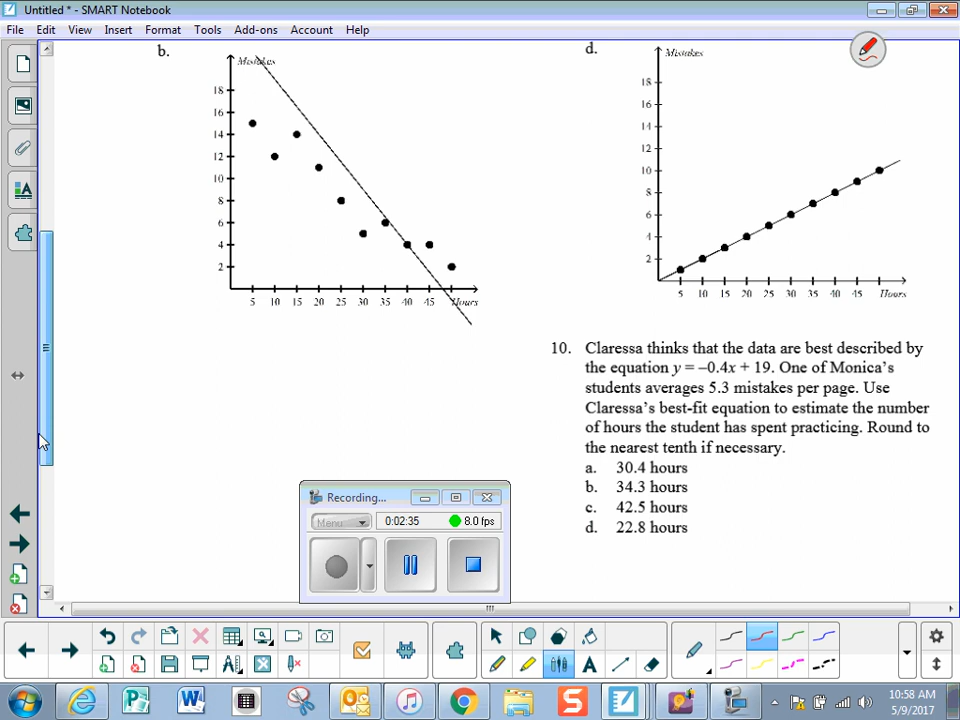 Untitled * - SMART Notebook
File Edit View Insert Format Tools Add-ons Account Help
b.
Mistakes
18
16
14
12
10
8
6
4
2
5 10 15 20 25 30 35 40 45 Hours
d.
Mistakes
18
16
14
12
10
8
6
4
2
5 10 15 20 25 30 35 40 45 Hours
10. Claressa thinks that the data are best described by
the equation y = –0.4x + 19. One of Monica's
students averages 5.3 mistakes per page. Use
Claressa's best-fit equation to estimate the number
of hours the student has spent practicing. Round to
the nearest tenth if necessary.
a. 30.4 hours
b. 34.3 hours
c. 42.5 hours
d. 22.8 hours
Recording...
Menu 0:02:35 8.0 fps
10:58 AM
5/9/2017